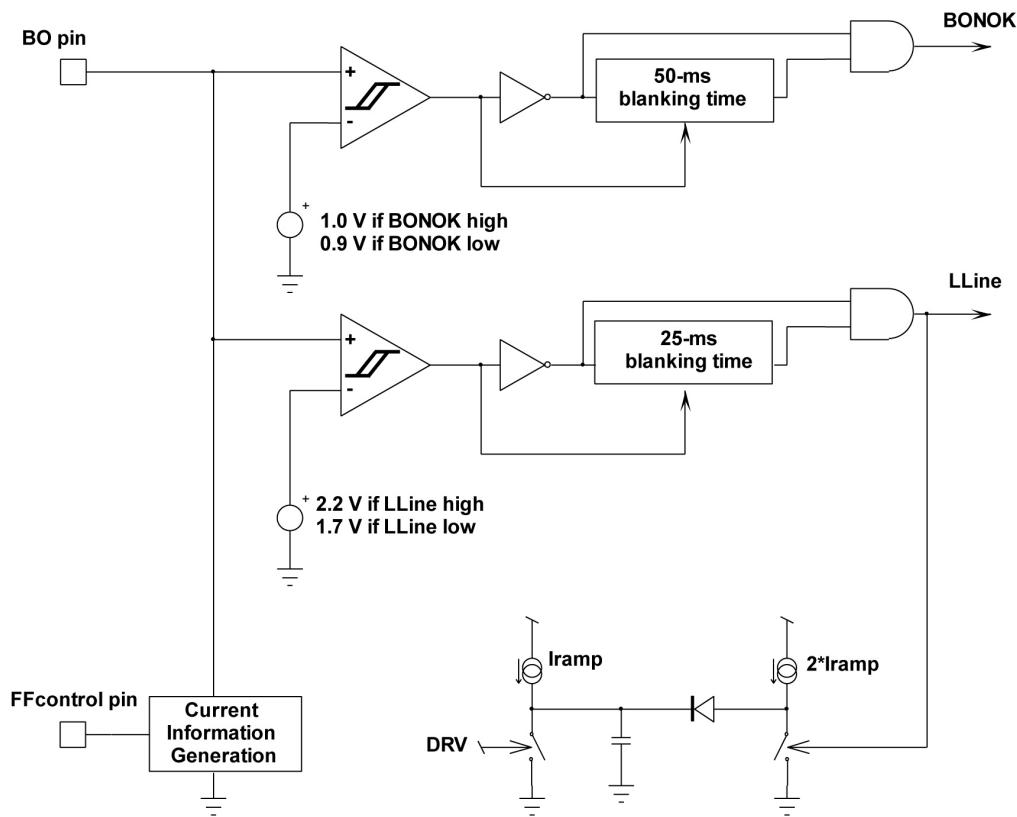 BONOK
BO pin
+
-
50-ms
blanking time
+
1.0 V if BONOK high
0.9 V if BONOK low
LLine
+
-
25-ms
blanking time
+
2.2 V if LLine high
1.7 V if LLine low
Iramp
2*Iramp
FFcontrol pin
Current
Information
Generation
DRV